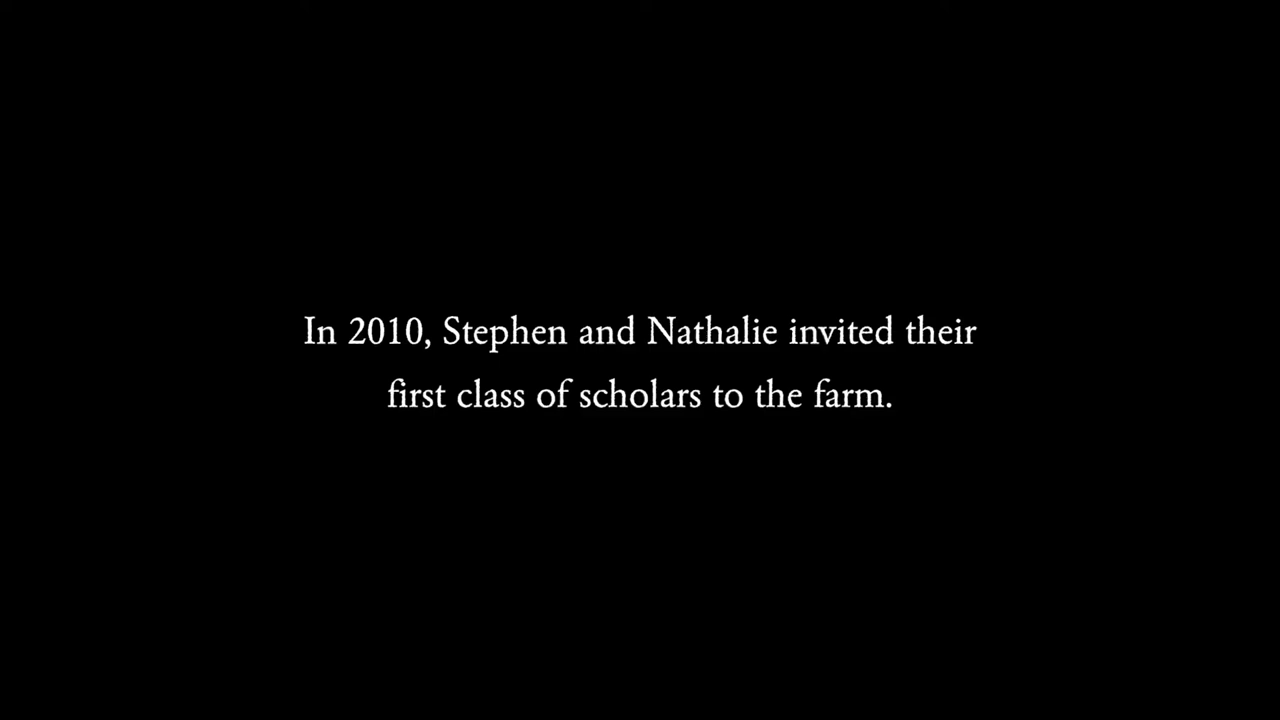 In 2010, Stephen and Nathalie invited their
first class of scholars to the farm.